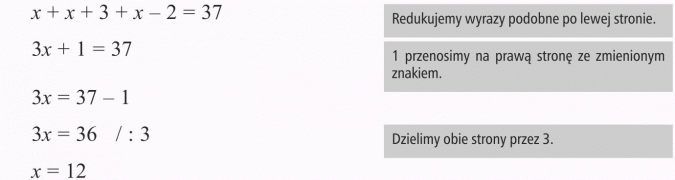 x + x + 3 + x – 2 = 37
Redukujemy wyrazy podobne po lewej stronie.
3x + 1 = 37
1 przenosimy na prawą stronę ze zmienionym
znakiem.
3x = 37 – 1
3x = 36 / : 3
Dzielimy obie strony przez 3.
x = 12